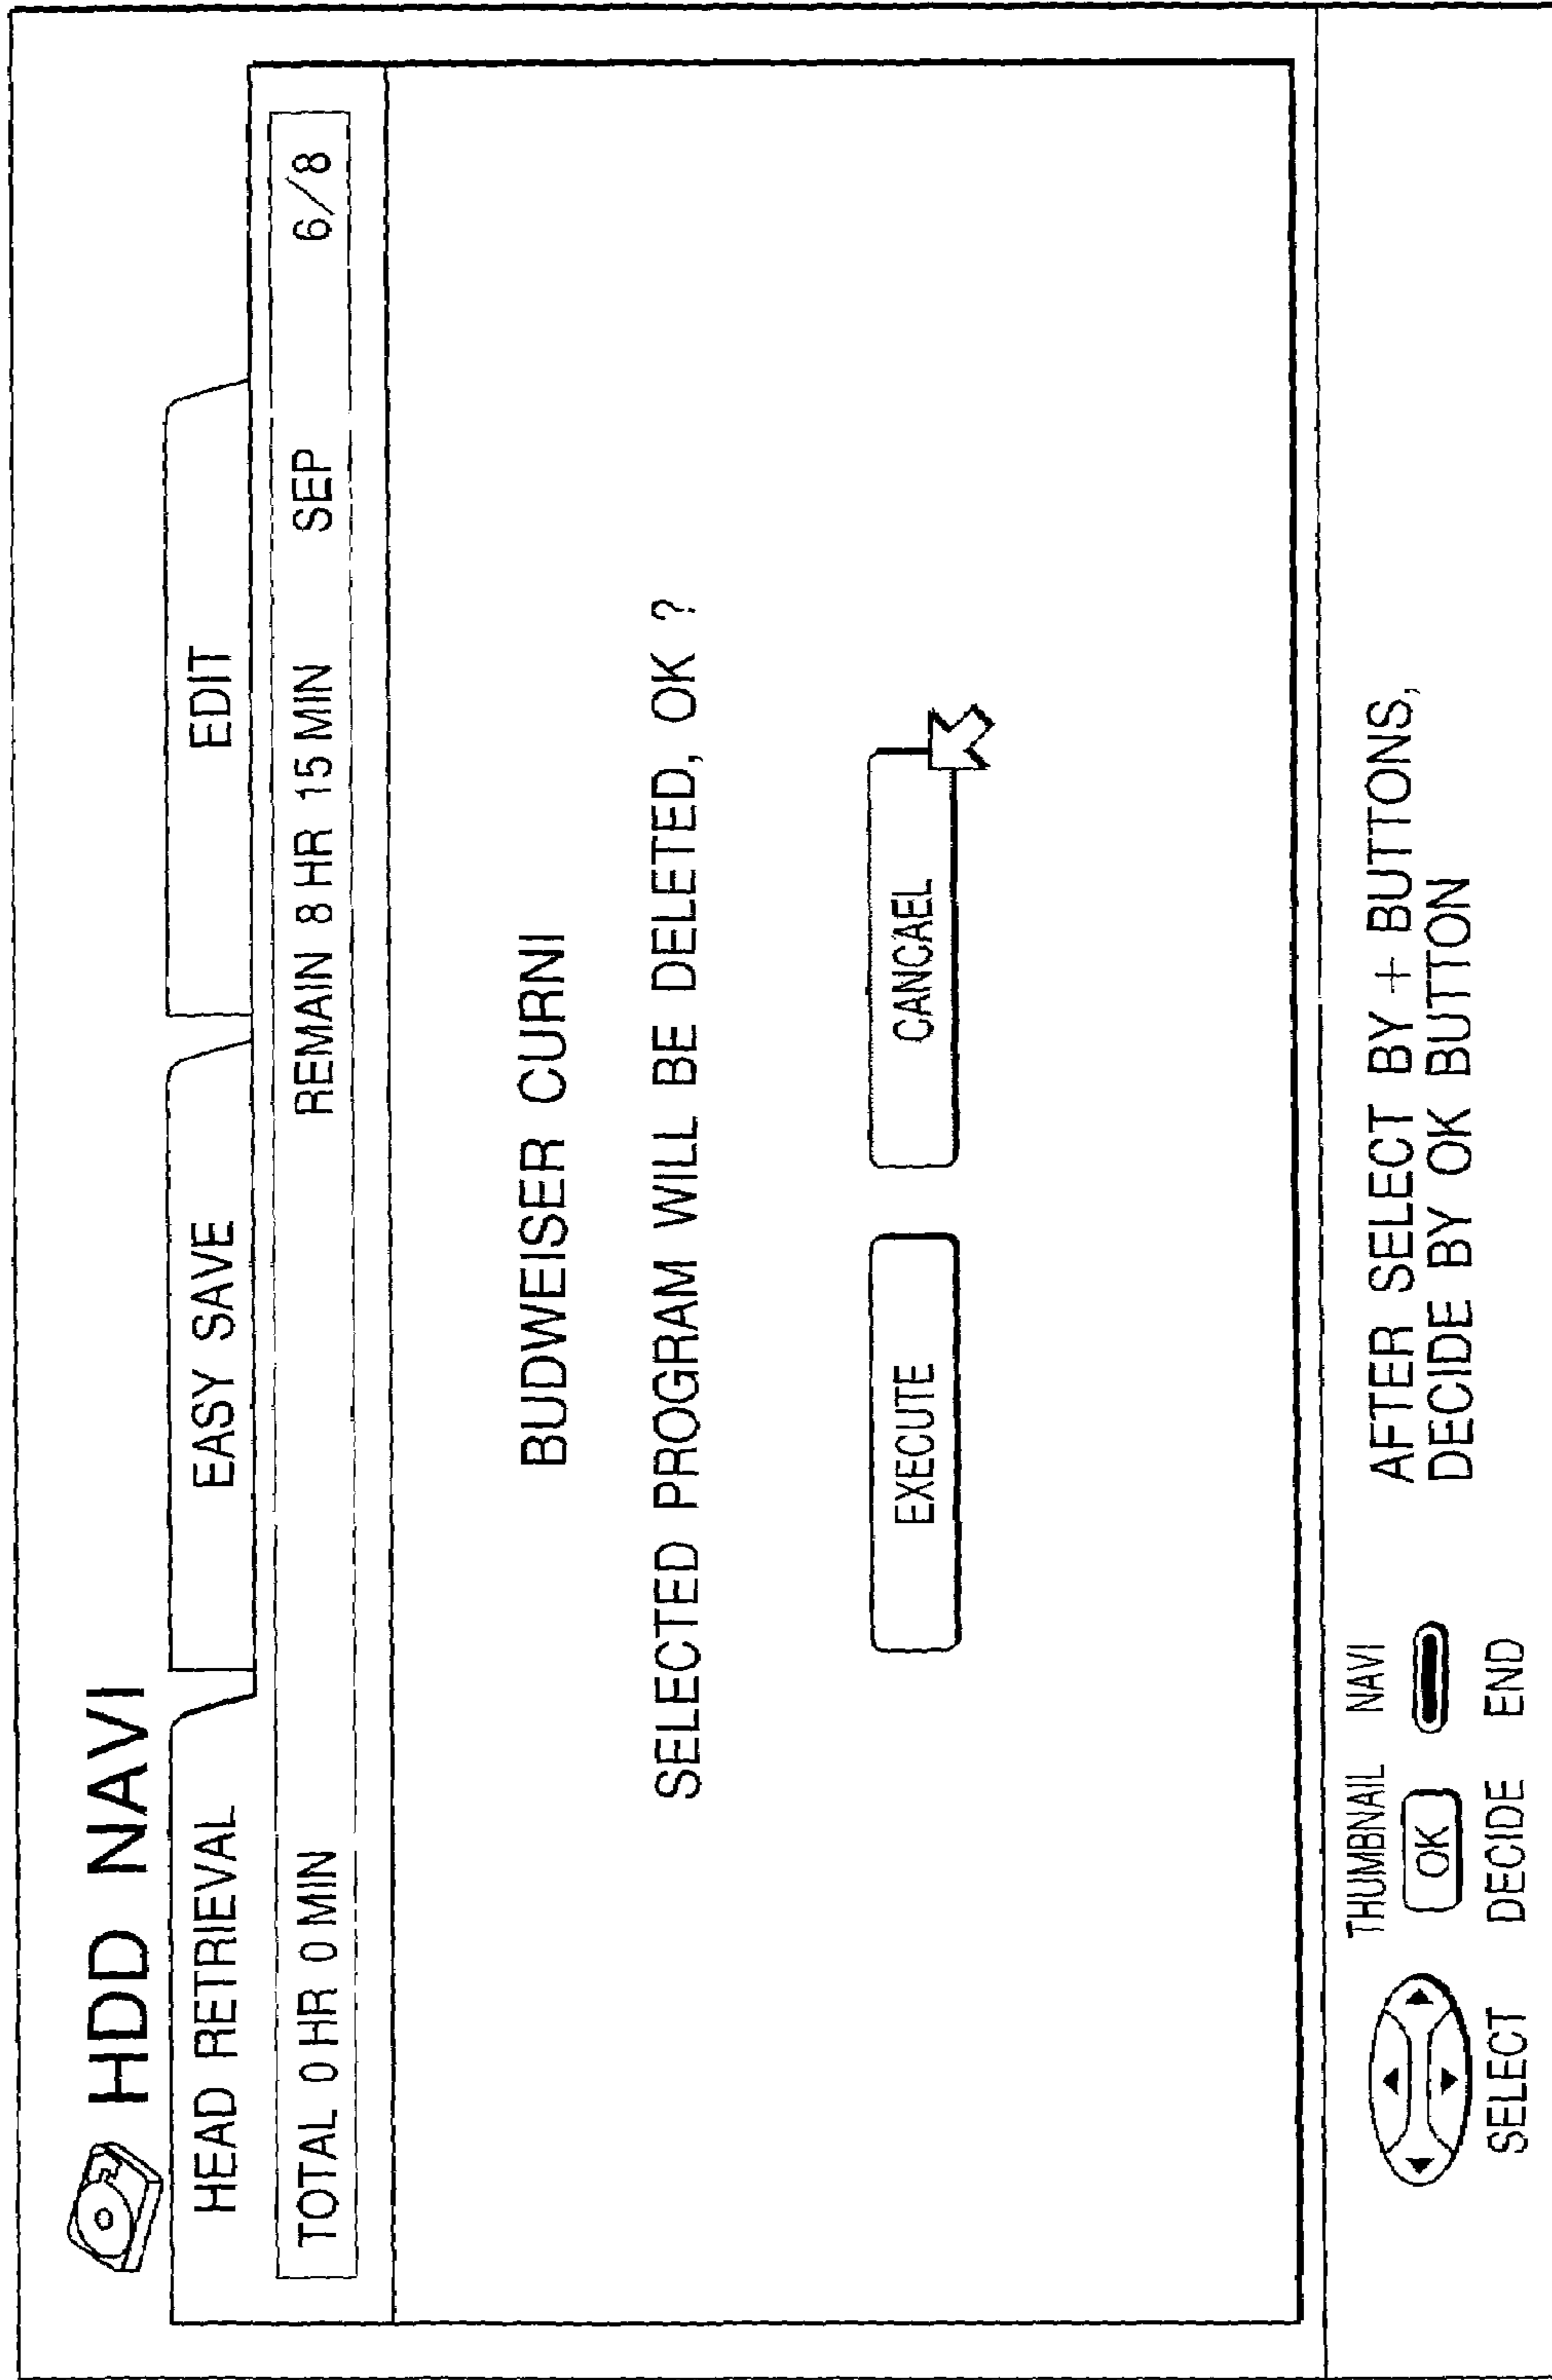 HDD NAVI
HEAD RETRIEVAL EASY SAVE EDIT
TOTAL 0 HR 0 MIN REMAIN 8 HR 15 MIN SEP 6/8
BUDWEISER CURNI
SELECTED PROGRAM WILL BE DELETED, OK ?
EXECUTE CANCAEL
THUMBNAIL NAVI
OK
SELECT DECIDE END
AFTER SELECT BY + BUTTONS,
DECIDE BY OK BUTTON